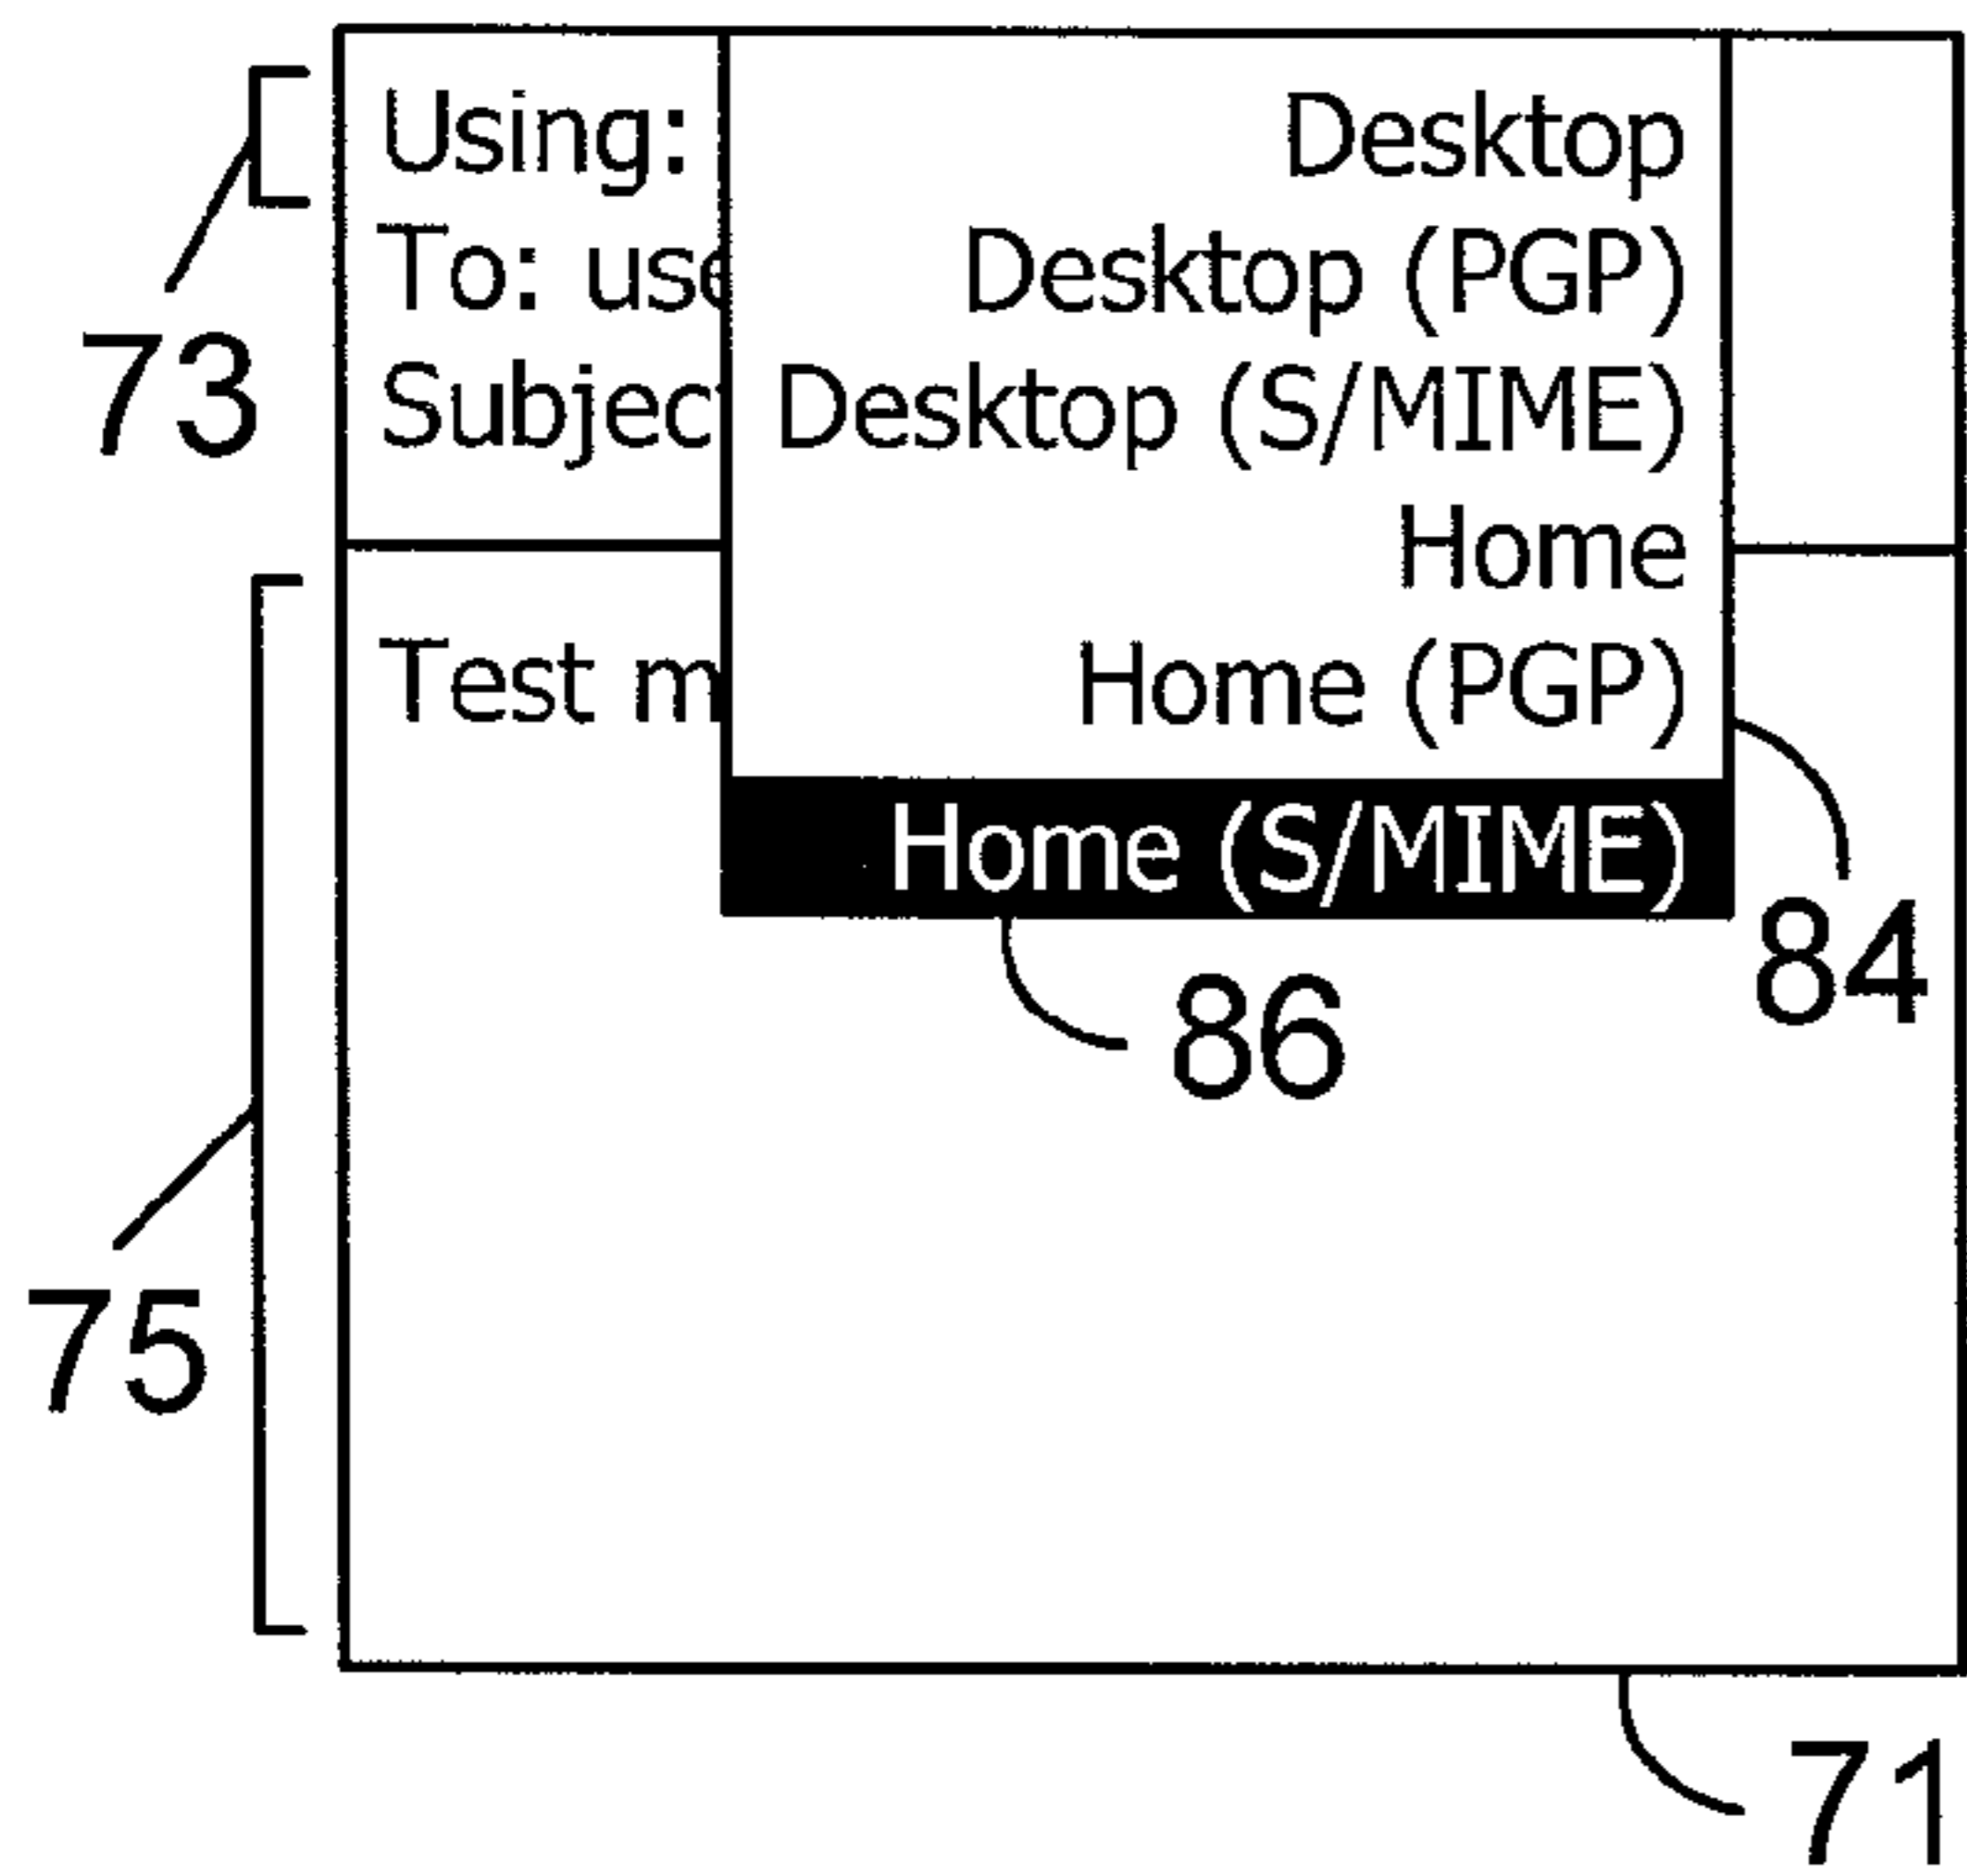 Using: Desktop
To: use Desktop (PGP)
Subjec Desktop (S/MIME)
Home
Test m Home (PGP)
Home (S/MIME)
73
84
86
75
71